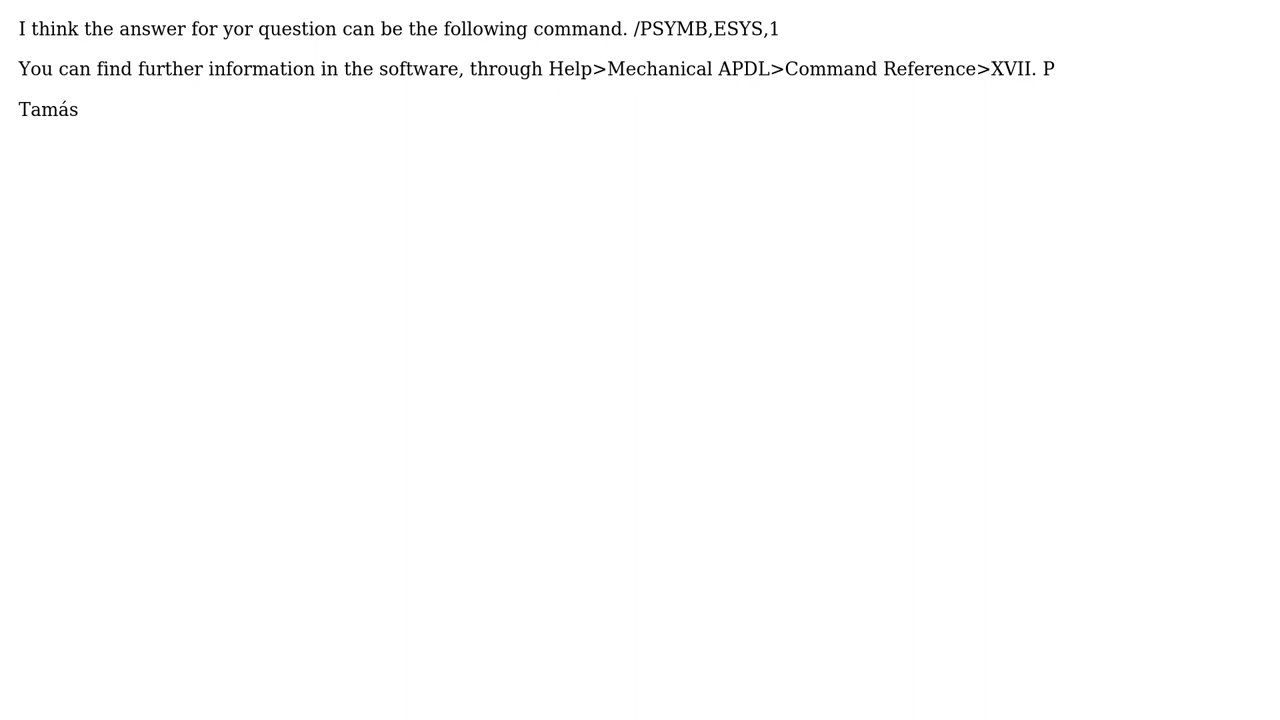 I think the answer for yor question can be the following command. /PSYMB,ESYS,1
You can find further information in the software, through Help>Mechanical APDL>Command Reference>XVII. P
Tamás